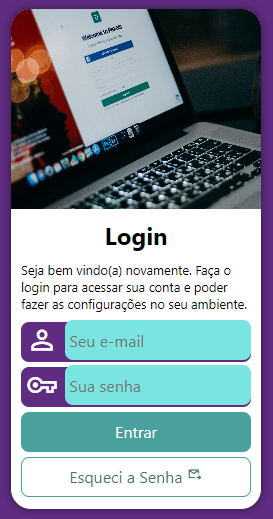 Login
Seja bem vindo(a) novamente. Faça o
login para acessar sua conta e poder
fazer as configurações no seu ambiente.
Seu e-mail
Sua senha
Entrar
Esqueci a Senha